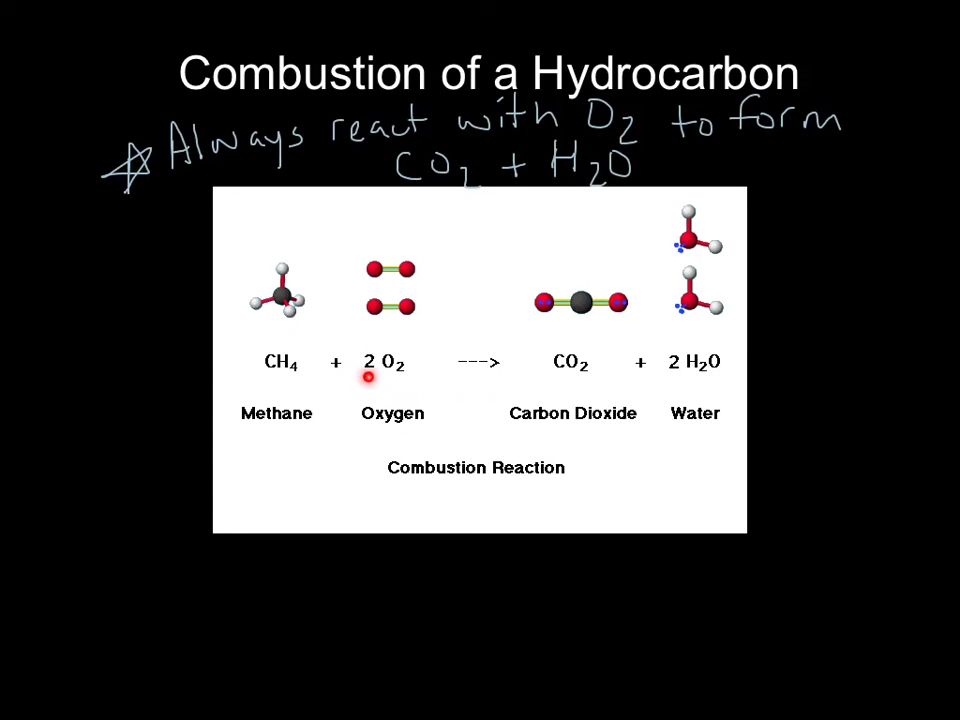 Combustion of a Hydrocarbon
Always react with O₂ to form
CO₂ + H₂O
CH₄ + 2 O₂ ---> CO₂ + 2 H₂O
Methane Oxygen Carbon Dioxide Water
Combustion Reaction